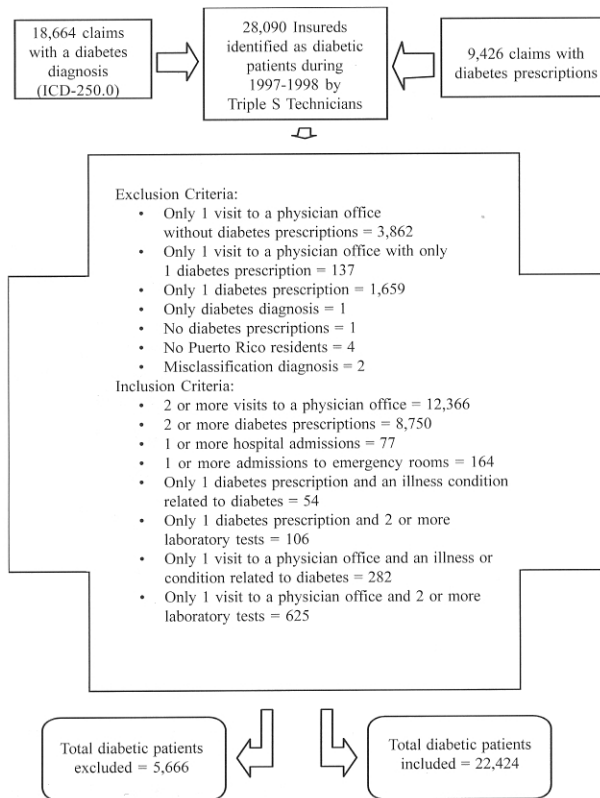 18,664 claims
with a diabetes
diagnosis
(ICD-250.0)
28,090 Insureds
identified as diabetic
patients during
1997-1998 by
Triple S Technicians
9,426 claims with
diabetes prescriptions
Exclusion Criteria:
• Only 1 visit to a physician office
without diabetes prescriptions = 3,862
• Only 1 visit to a physician office with only
1 diabetes prescription = 137
• Only 1 diabetes prescription = 1,659
• Only diabetes diagnosis = 1
• No diabetes prescriptions = 1
• No Puerto Rico residents = 4
• Misclassification diagnosis = 2
Inclusion Criteria:
• 2 or more visits to a physician office = 12,366
• 2 or more diabetes prescriptions = 8,750
• 1 or more hospital admissions = 77
• 1 or more admissions to emergency rooms = 164
• Only 1 diabetes prescription and an illness condition
related to diabetes = 54
• Only 1 diabetes prescription and 2 or more
laboratory tests = 106
• Only 1 visit to a physician office and an illness or
condition related to diabetes = 282
• Only 1 visit to a physician office and 2 or more
laboratory tests = 625
Total diabetic patients
excluded = 5,666
Total diabetic patients
included = 22,424